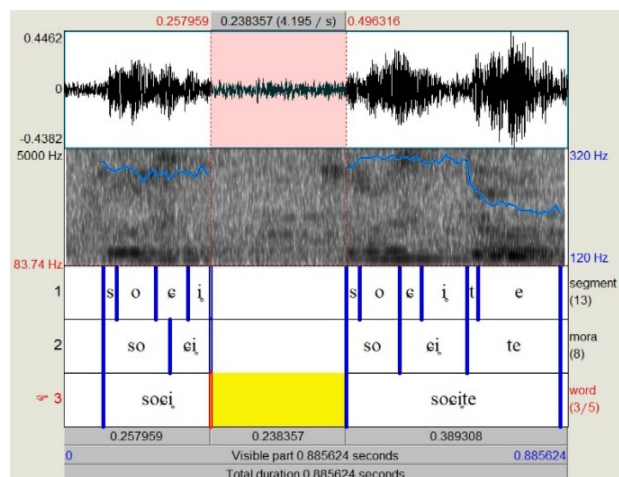 0.257959 0.238357 (4.195 / s) 0.496316
0.4462
0
-0.4382
5000 Hz 320 Hz
83.74 Hz 120 Hz
1 s o ɕ i̥ s o ɕ i̥ t e segment (13)
2 so ɕi̥ so ɕi̥ te mora (8)
3 soɕi̥ soɕi̥te word (3/5)
0.257959 0.238357 0.389308
0 Visible part 0.885624 seconds 0.885624
Total duration 0.885624 seconds